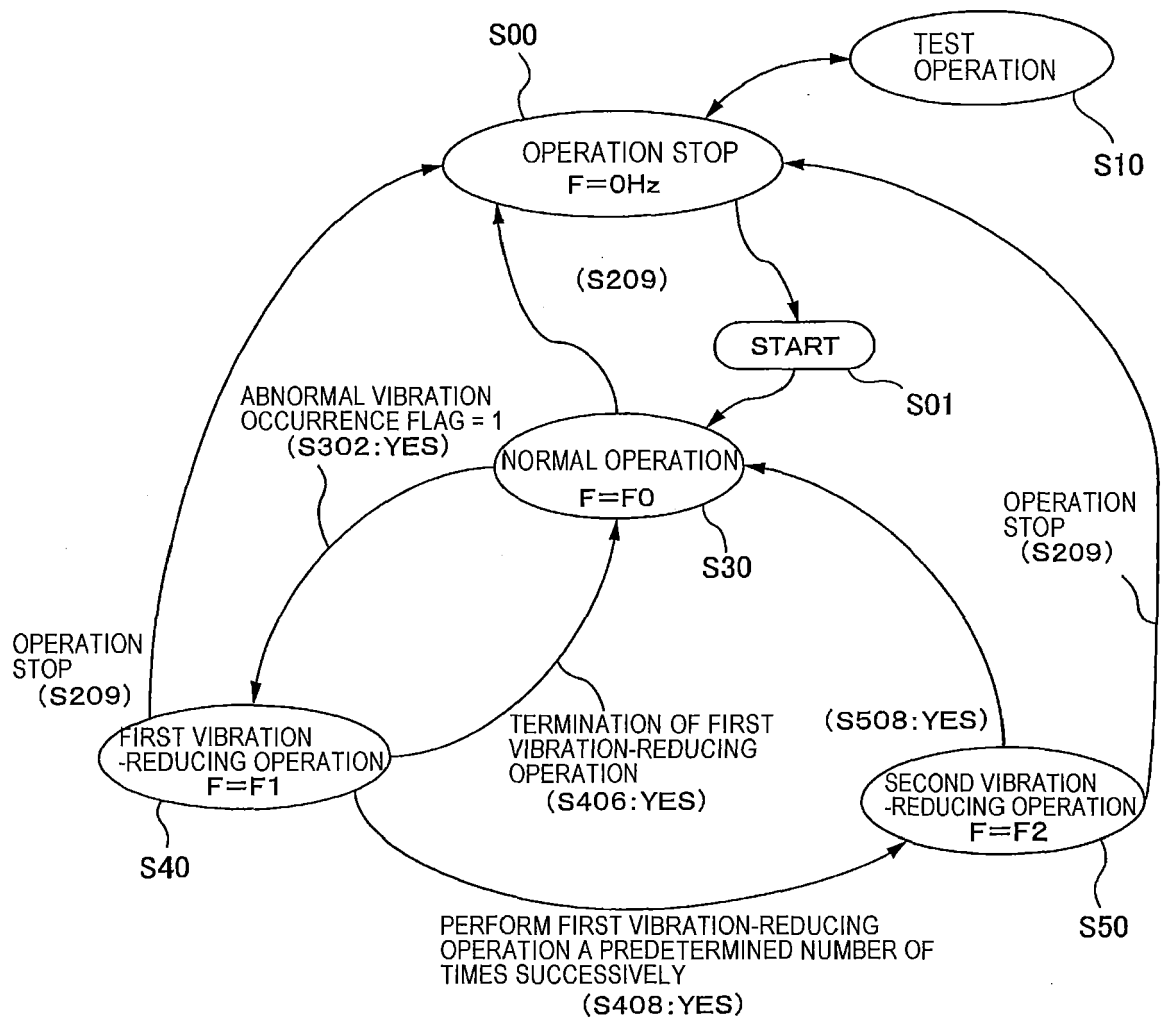 S00
TEST
OPERATION
S10
OPERATION STOP
F=0Hz
(S209)
START
S01
ABNORMAL VIBRATION
OCCURRENCE FLAG = 1
(S302:YES)
NORMAL OPERATION
F=F0
S30
OPERATION
STOP
(S209)
OPERATION
STOP
(S209)
FIRST VIBRATION
-REDUCING OPERATION
F=F1
S40
TERMINATION OF FIRST
VIBRATION-REDUCING
OPERATION
(S406:YES)
(S508:YES)
SECOND VIBRATION
-REDUCING OPERATION
F=F2
S50
PERFORM FIRST VIBRATION-REDUCING
OPERATION A PREDETERMINED NUMBER OF
TIMES SUCCESSIVELY
(S408:YES)